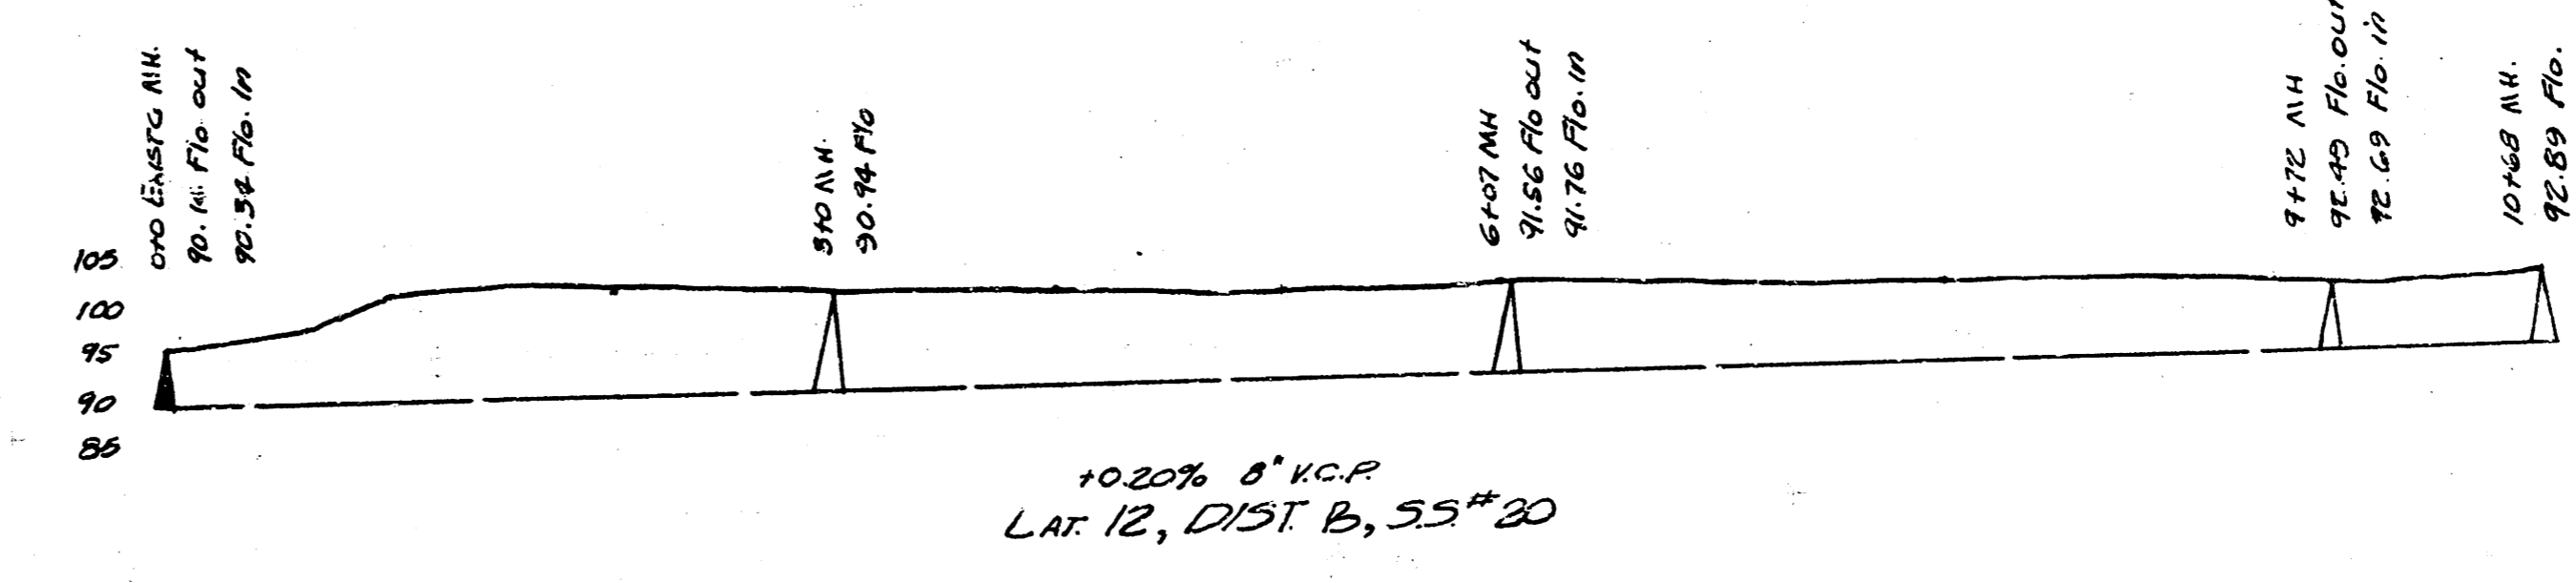 0+0 EXISTG MH.
90. Flo out
90.34 Flo. In
3+0 M.H.
90.94 Flo
6+07 MH
91.56 Flo out
91.76 Flo. In
9+72 MH
92.49 Flo. out
92.69 Flo. in
10+68 MH.
92.89 Flo.
105
100
95
90
85
+0.20% 8" V.C.P.
LAT. 12, DIST. B, S.S. #20